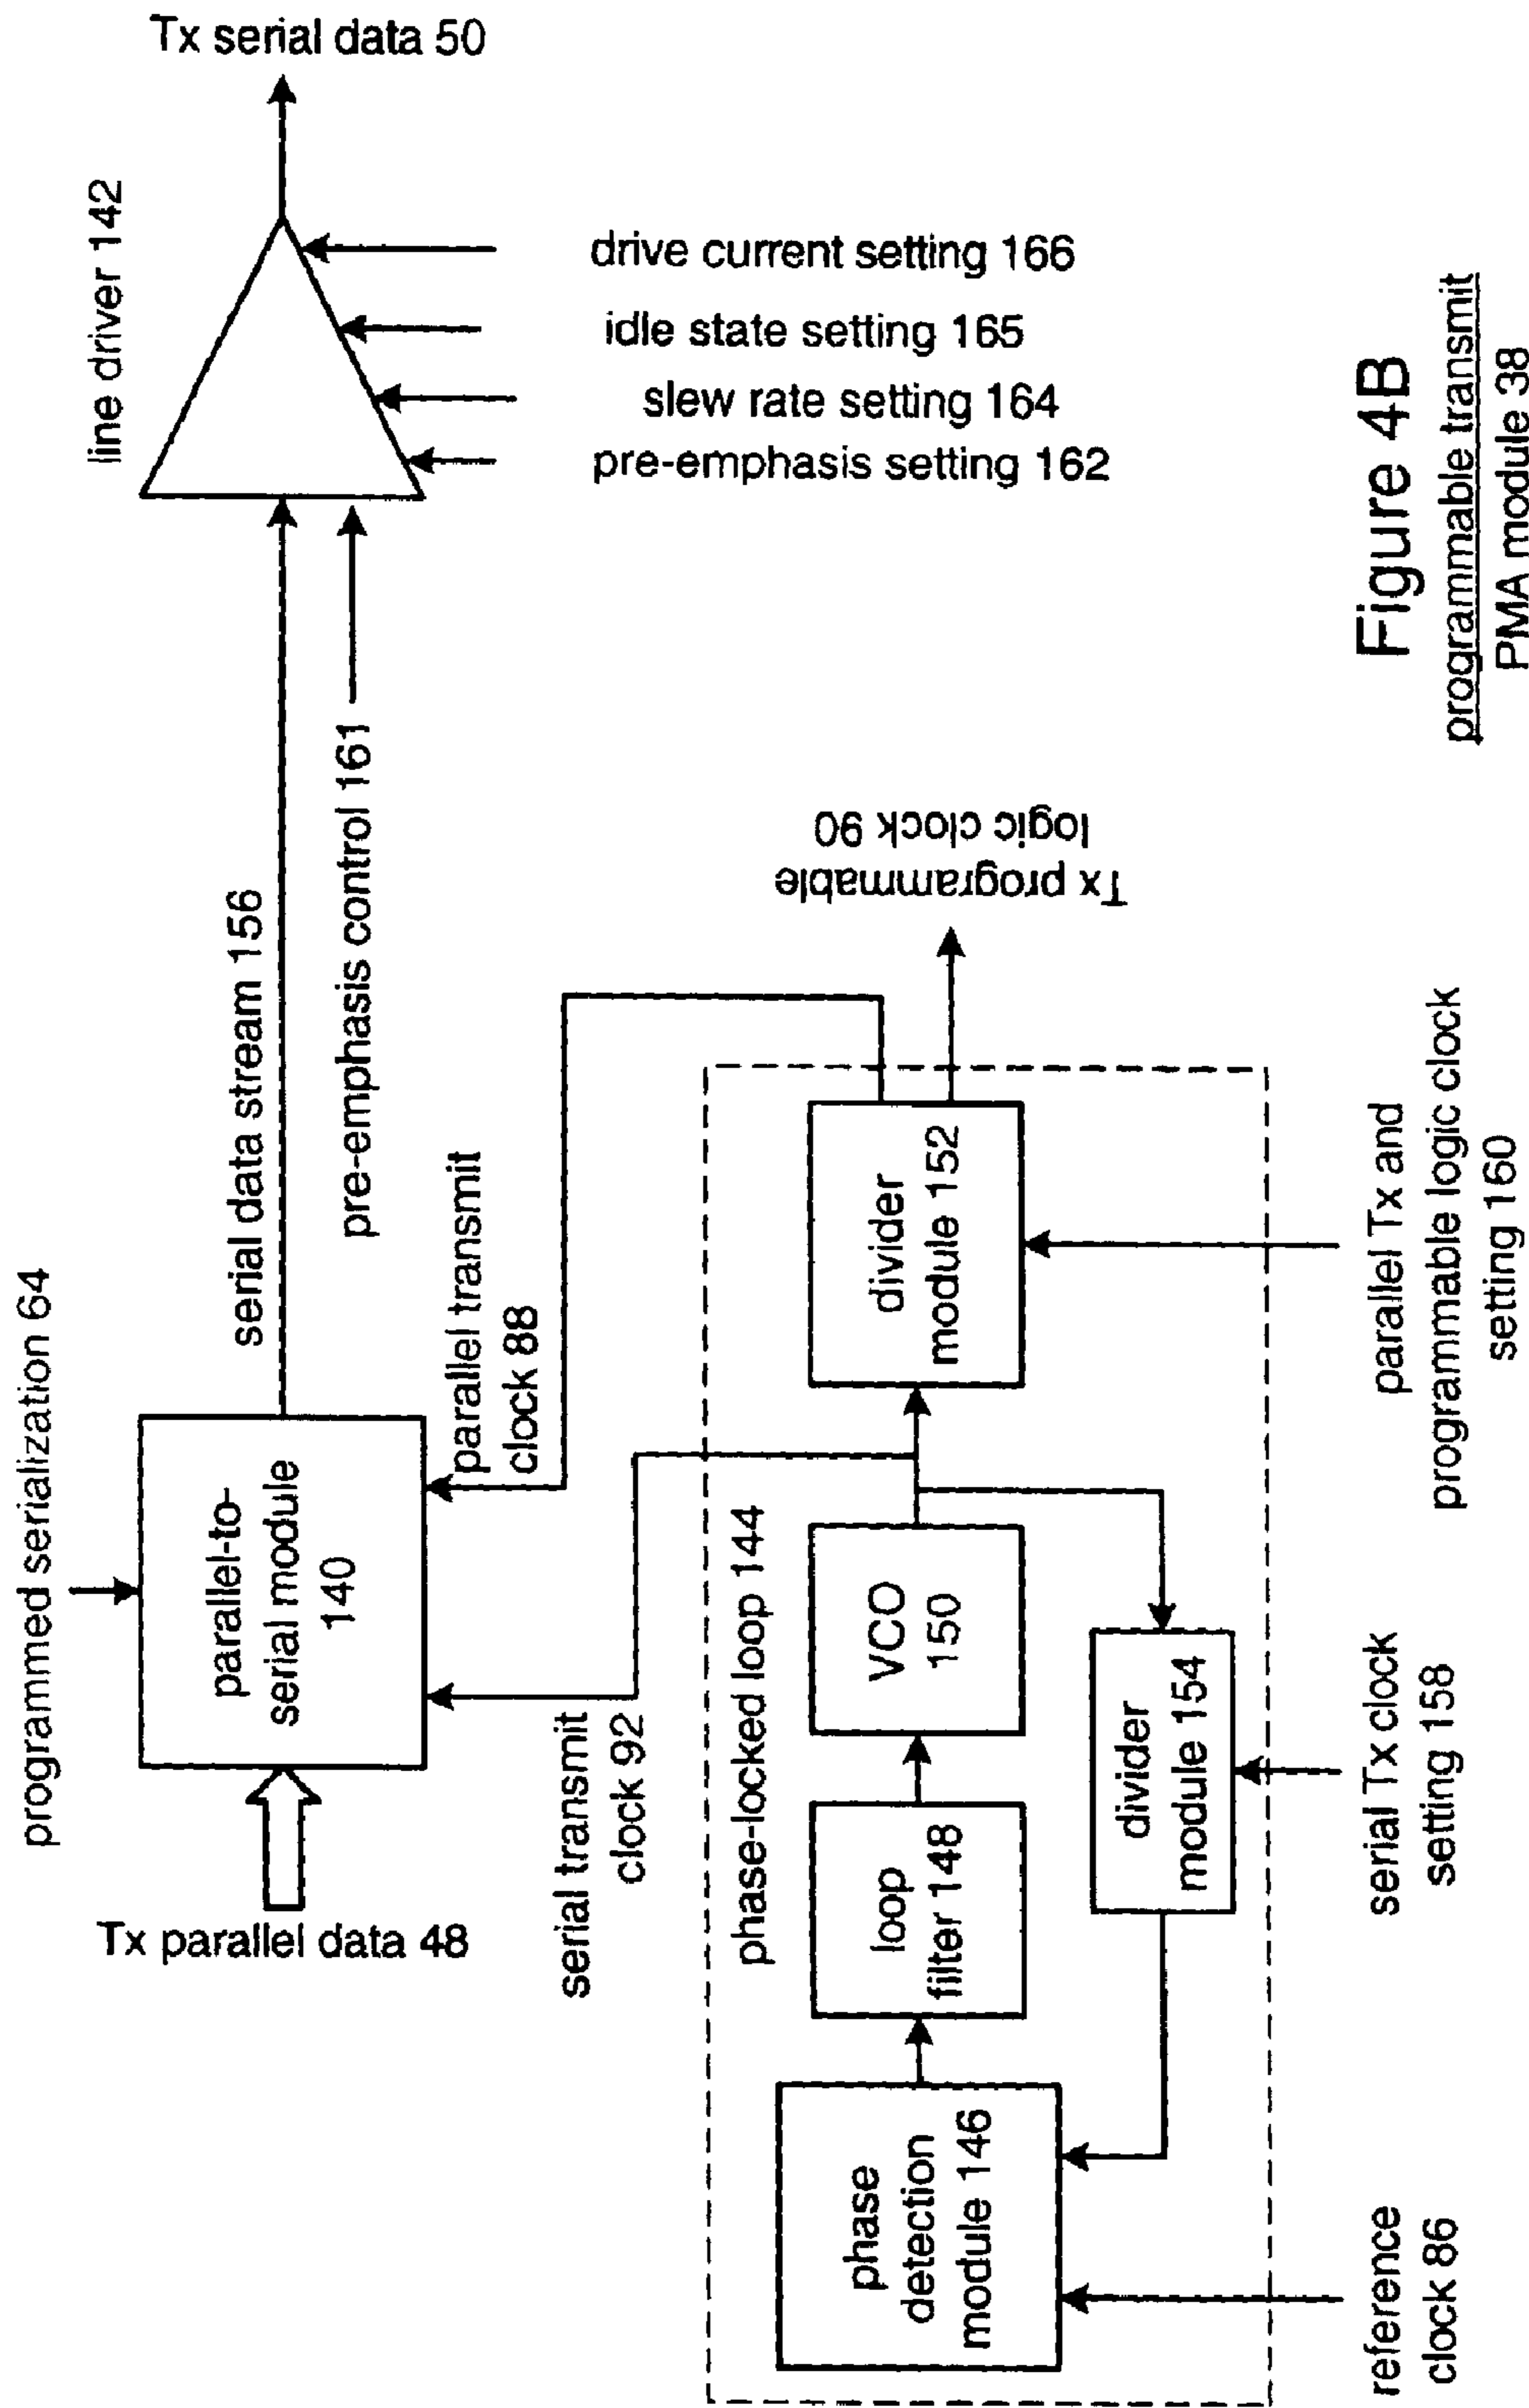 programmed serialization 64
Tx parallel data 48
parallel-to-
serial module
140
serial data stream 156
line driver 142
Tx serial data 50
pre-emphasis control 161
pre-emphasis setting 162
slew rate setting 164
idle state setting 165
drive current setting 166
serial transmit
clock 92
parallel transmit
clock 88
phase-locked loop 144
phase
detection
module 146
loop
filter 148
VCO
150
divider
module 152
divider
module 154
Tx programmable
logic clock 90
reference
clock 86
serial Tx clock
setting 158
parallel Tx and
programmable logic clock
setting 160
Figure 4B
programmable transmit
PMA module 38